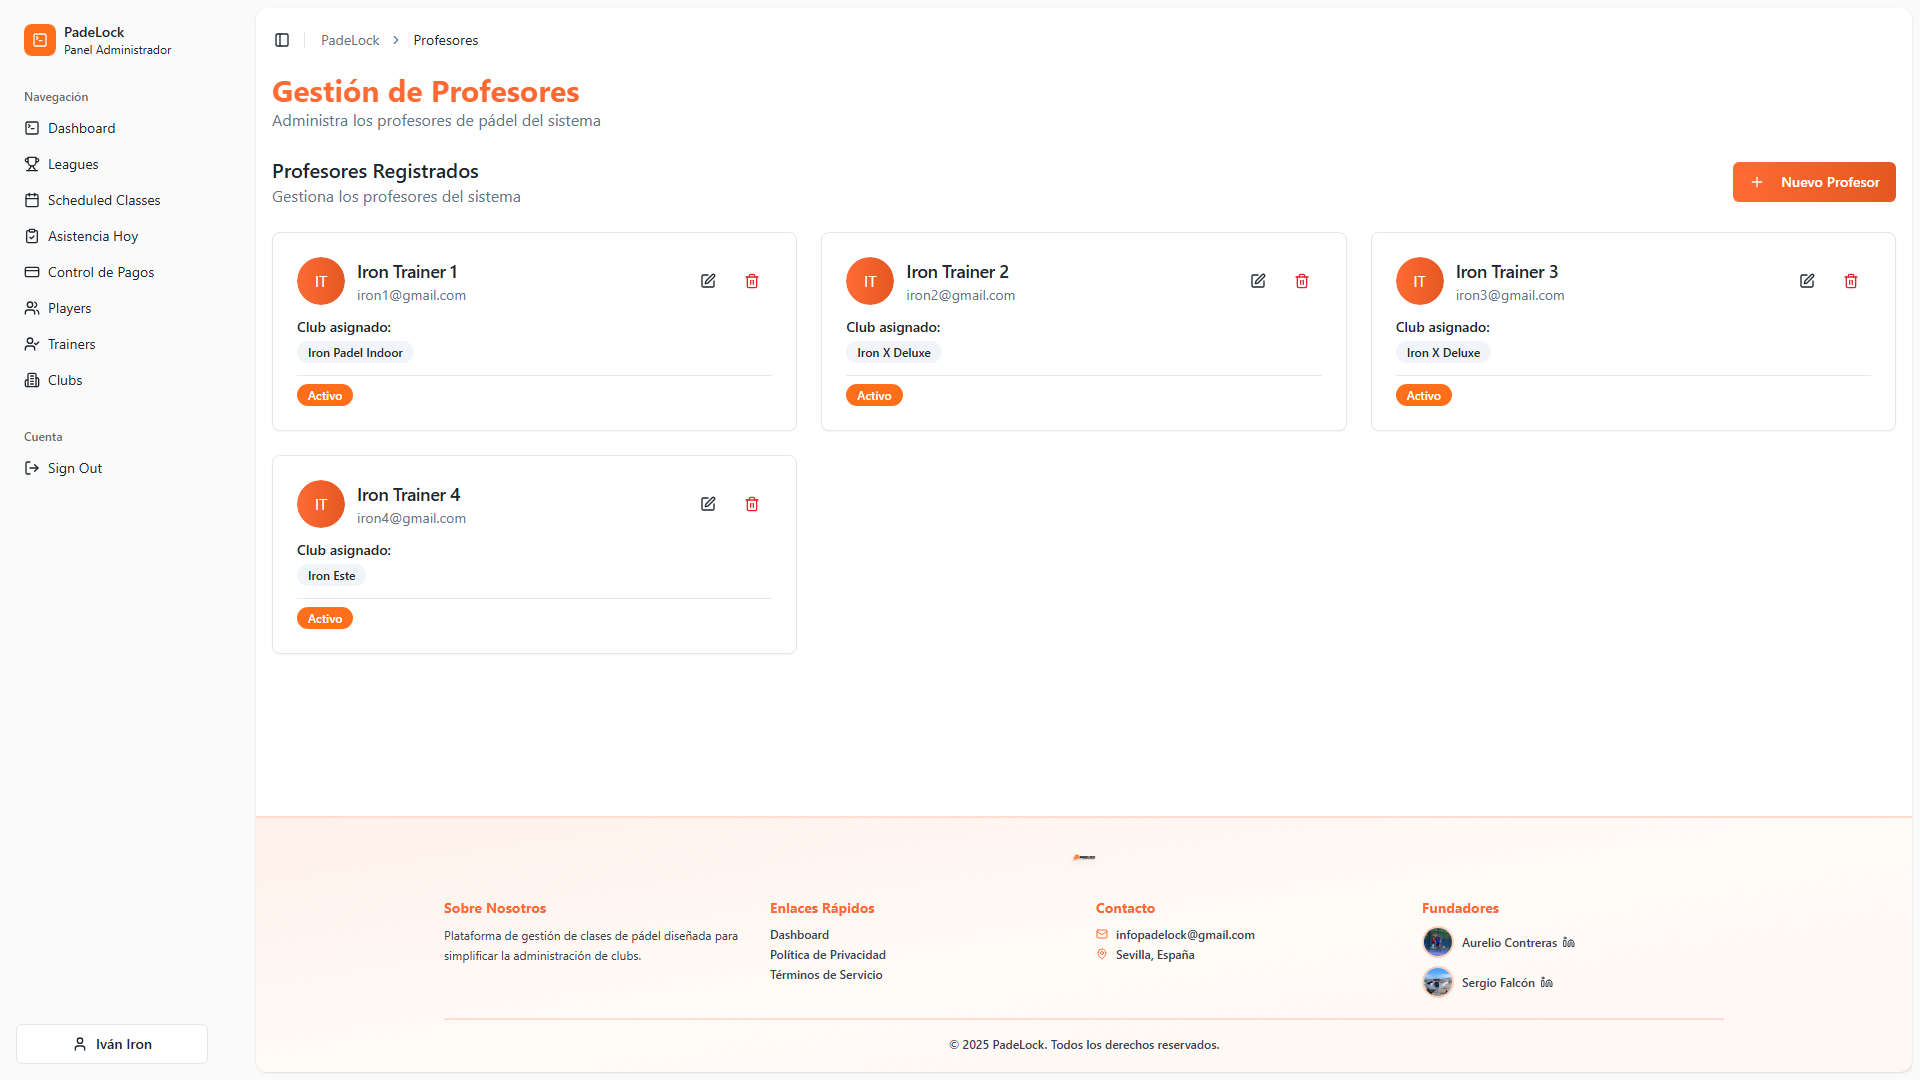 PadeLock
Panel Administrador
Navegación
Dashboard
Leagues
Scheduled Classes
Asistencia Hoy
Control de Pagos
Players
Trainers
Clubs
Cuenta
Sign Out
Iván Iron
PadeLock > Profesores
Gestión de Profesores
Administra los profesores de pádel del sistema
Profesores Registrados
Gestiona los profesores del sistema
+ Nuevo Profesor
IT
Iron Trainer 1
iron1@gmail.com
Club asignado:
Iron Padel Indoor
Activo
IT
Iron Trainer 2
iron2@gmail.com
Club asignado:
Iron X Deluxe
Activo
IT
Iron Trainer 3
iron3@gmail.com
Club asignado:
Iron X Deluxe
Activo
IT
Iron Trainer 4
iron4@gmail.com
Club asignado:
Iron Este
Activo
Sobre Nosotros
Plataforma de gestión de clases de pádel diseñada para
simplificar la administración de clubs.
Enlaces Rápidos
Dashboard
Política de Privacidad
Términos de Servicio
Contacto
infopadelock@gmail.com
Sevilla, España
Fundadores
Aurelio Contreras
Sergio Falcón
© 2025 PadeLock. Todos los derechos reservados.